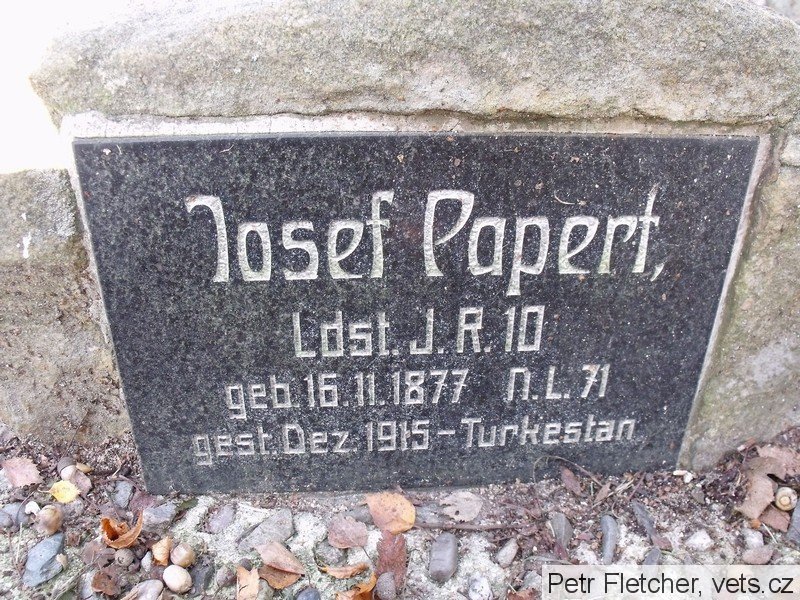 Josef Papert,
Ldst. J. R. 10
geb. 16. 11. 1877 N. L. 71
gest. Dez. 1915 - Turkestan
Petr Fletcher, vets.cz